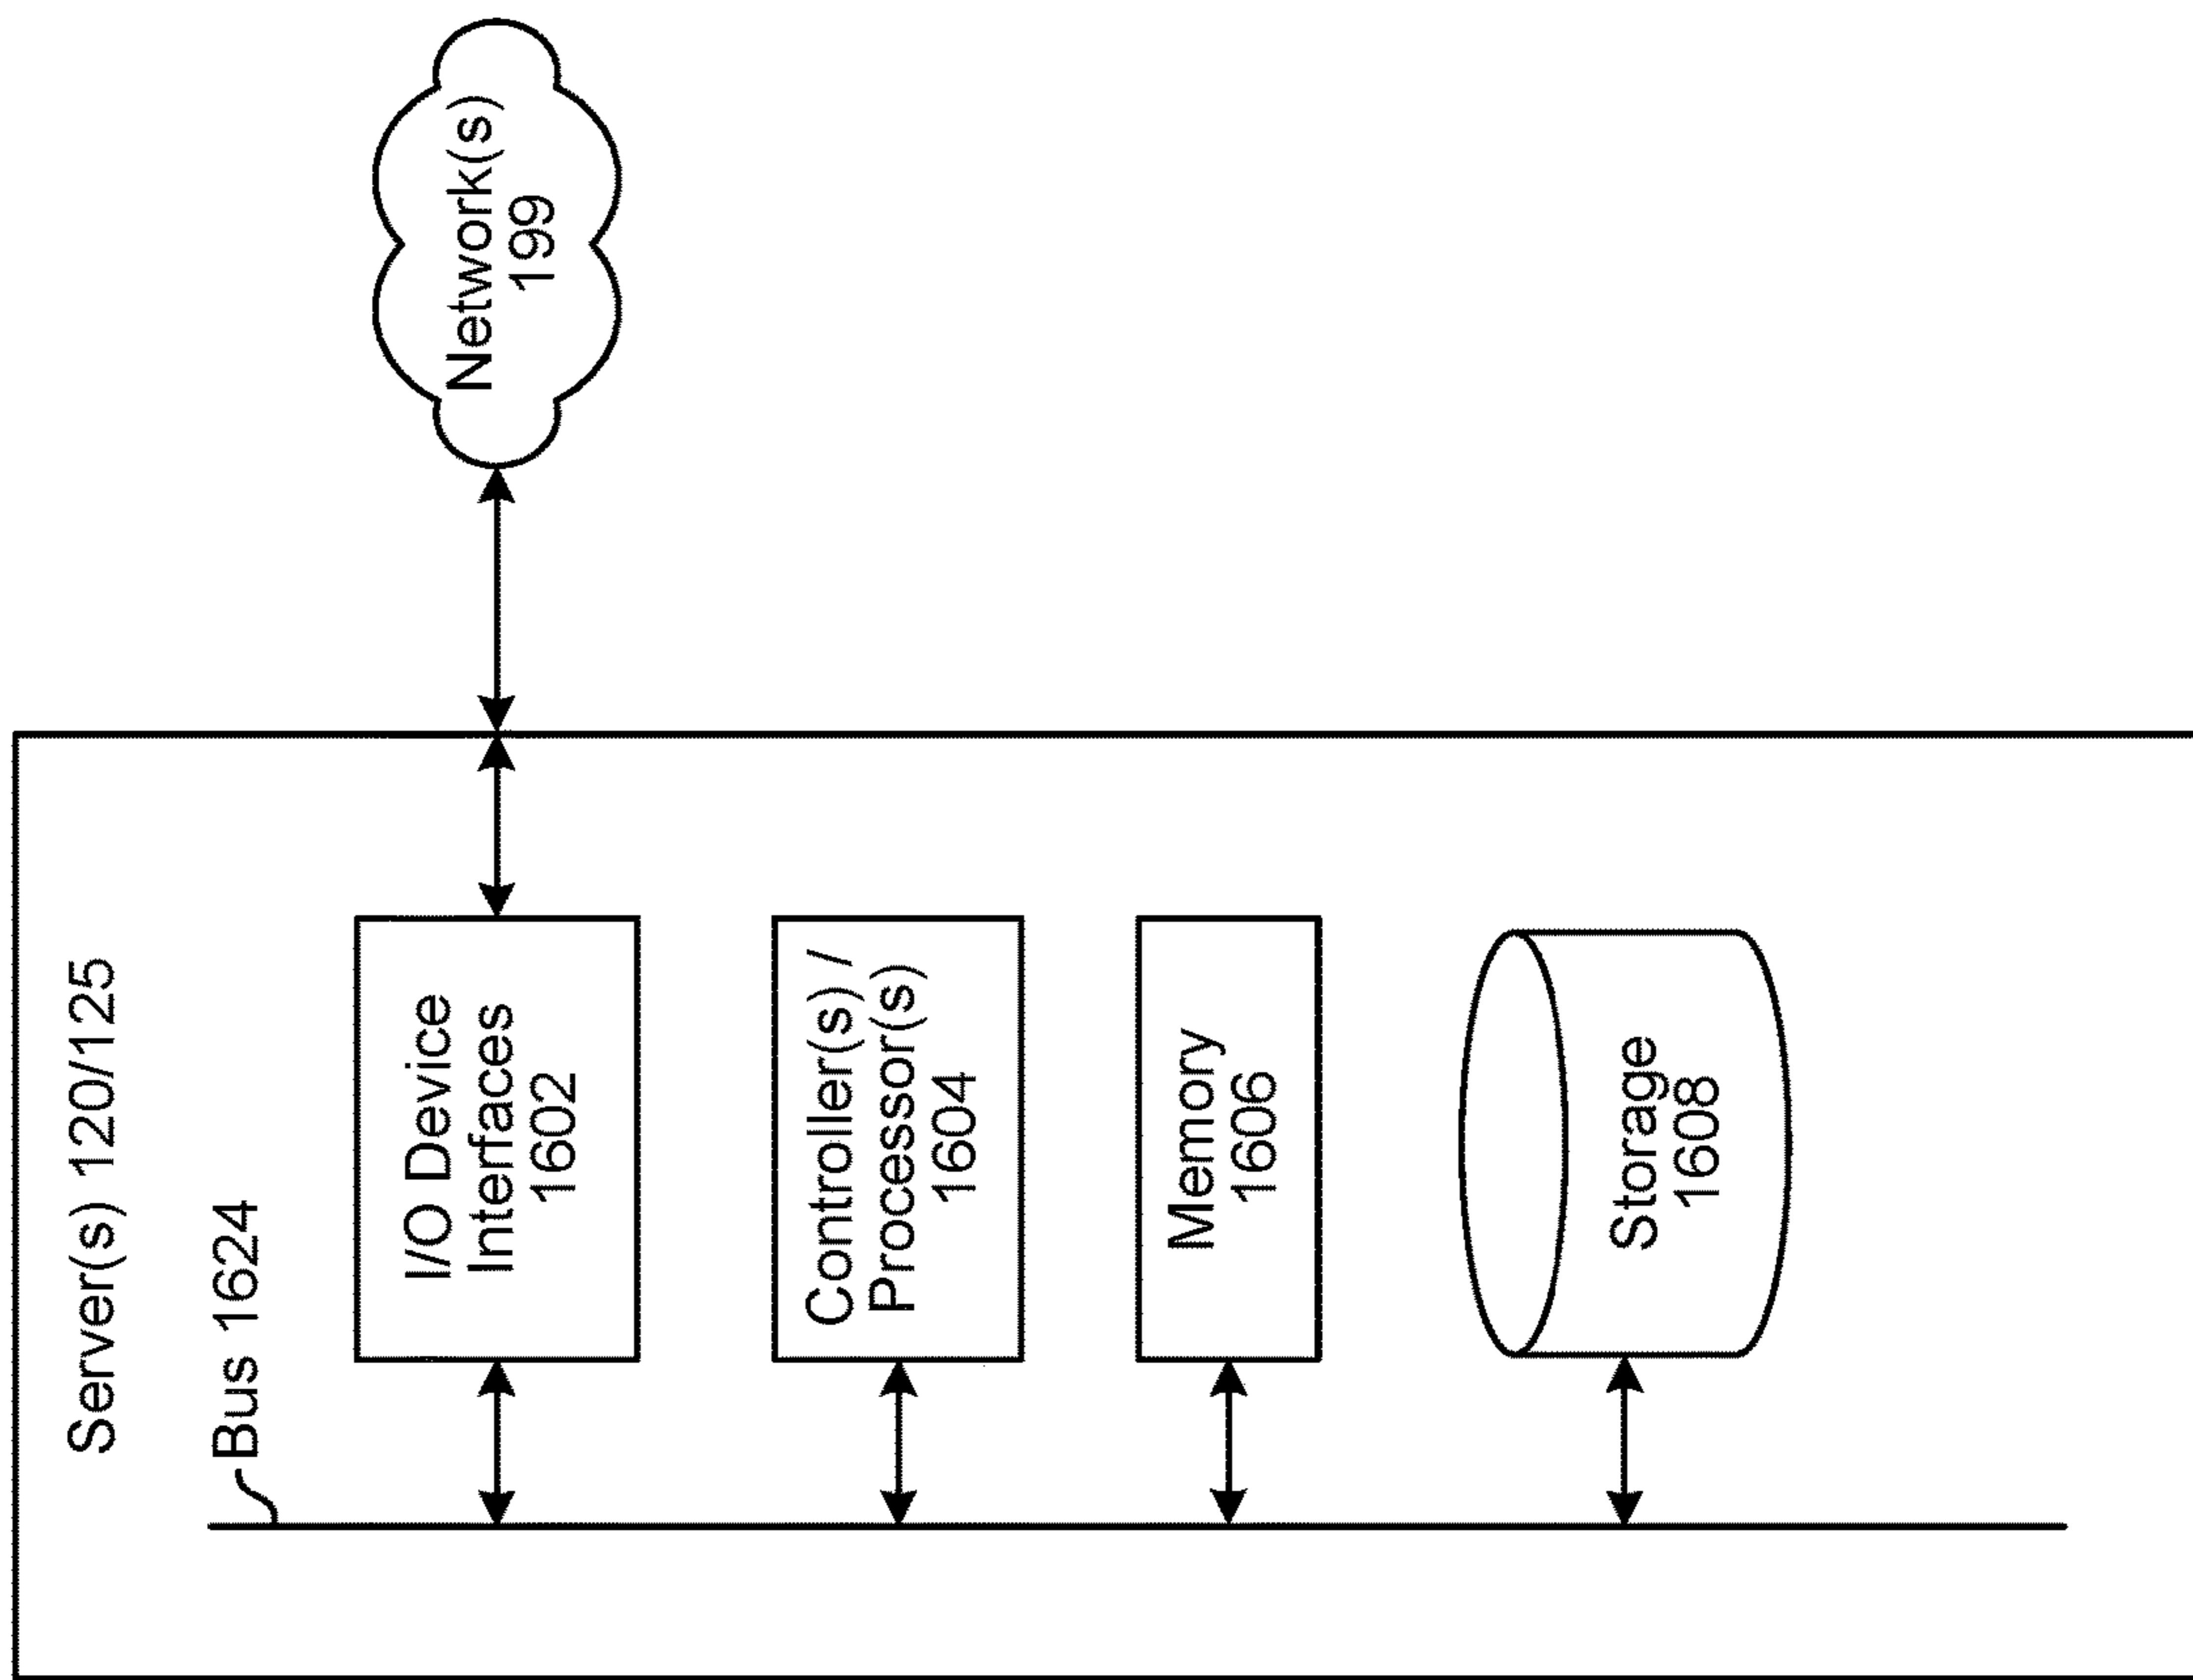 Server(s) 120/125
Bus 1624
I/O Device
Interfaces
1602
Network(s)
199
Controller(s) /
Processor(s)
1604
Memory
1606
Storage
1608